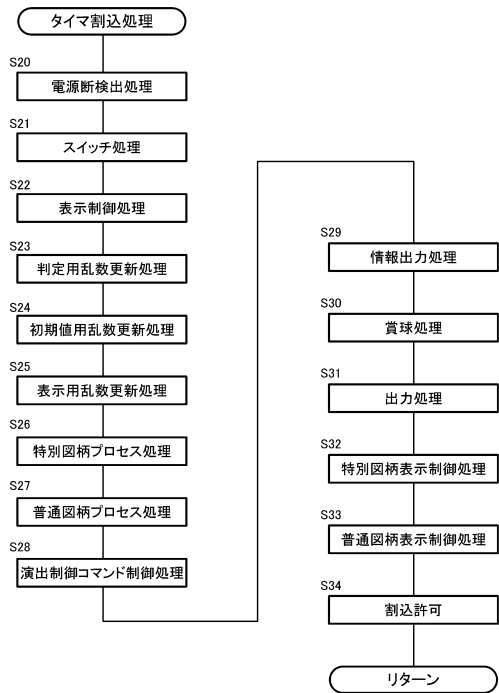 タイマ割込処理
S20
電源断検出処理
S21
スイッチ処理
S22
表示制御処理
S23
判定用乱数更新処理
S24
初期値用乱数更新処理
S25
表示用乱数更新処理
S26
特別図柄プロセス処理
S27
普通図柄プロセス処理
S28
演出制御コマンド制御処理
S29
情報出力処理
S30
賞球処理
S31
出力処理
S32
特別図柄表示制御処理
S33
普通図柄表示制御処理
S34
割込許可
リターン